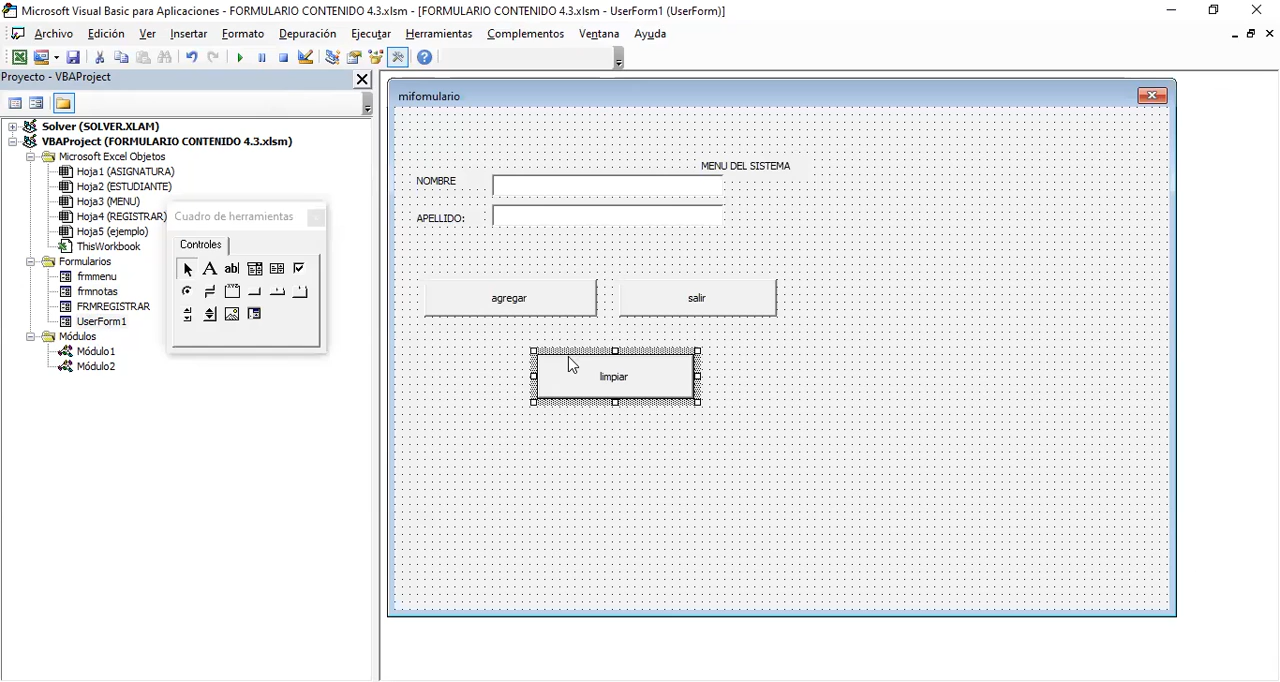 Microsoft Visual Basic para Aplicaciones - FORMULARIO CONTENIDO 4.3.xlsm - [FORMULARIO CONTENIDO 4.3.xlsm - UserForm1 (UserForm)]
Archivo Edición Ver Insertar Formato Depuración Ejecutar Herramientas Complementos Ventana Ayuda
Proyecto - VBAProject
Solver (SOLVER.XLAM)
VBAProject (FORMULARIO CONTENIDO 4.3.xlsm)
Microsoft Excel Objetos
Hoja1 (ASIGNATURA)
Hoja2 (ESTUDIANTE)
Hoja3 (MENU)
Hoja4 (REGISTRAR)
Hoja5 (ejemplo)
ThisWorkbook
Formularios
frmmenu
frmnotas
FRMREGISTRAR
UserForm1
Módulos
Módulo1
Módulo2
Cuadro de herramientas
Controles
A ab
XYZ
mifomulario
MENU DEL SISTEMA
NOMBRE
APELLIDO:
agregar
salir
limpiar